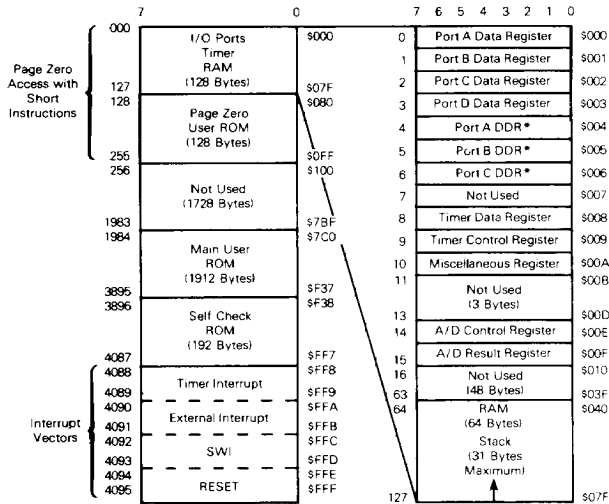 7 0
000 I/O Ports $000
Timer
RAM
(128 Bytes)
127 $07F
128 $080
Page Zero
User ROM
(128 Bytes)
255 $0FF
256 $100
Not Used
(1728 Bytes)
1983 $7BF
1984 $7C0
Main User
ROM
(1912 Bytes)
3895 $F37
3896 $F38
Self Check
ROM
(192 Bytes)
4087 $FF7
4088 $FF8
Timer Interrupt
4089 $FF9
4090 $FFA
External Interrupt
4091 $FFB
4092 $FFC
SWI
4093 $FFD
4094 $FFE
RESET
4095 $FFF
Page Zero
Access with
Short
Instructions
Interrupt
Vectors
7 6 5 4 3 2 1 0
0 Port A Data Register $000
1 Port B Data Register $001
2 Port C Data Register $002
3 Port D Data Register $003
4 Port A DDR* $004
5 Port B DDR* $005
6 Port C DDR* $006
7 Not Used $007
8 Timer Data Register $008
9 Timer Control Register $009
10 Miscellaneous Register $00A
11 $00B
Not Used
(3 Bytes)
13 $00D
14 A/D Control Register $00E
15 A/D Result Register $00F
16 Not Used $010
63 (48 Bytes) $03F
64 RAM $040
(64 Bytes)
Stack
(31 Bytes
Maximum)
127 $07F